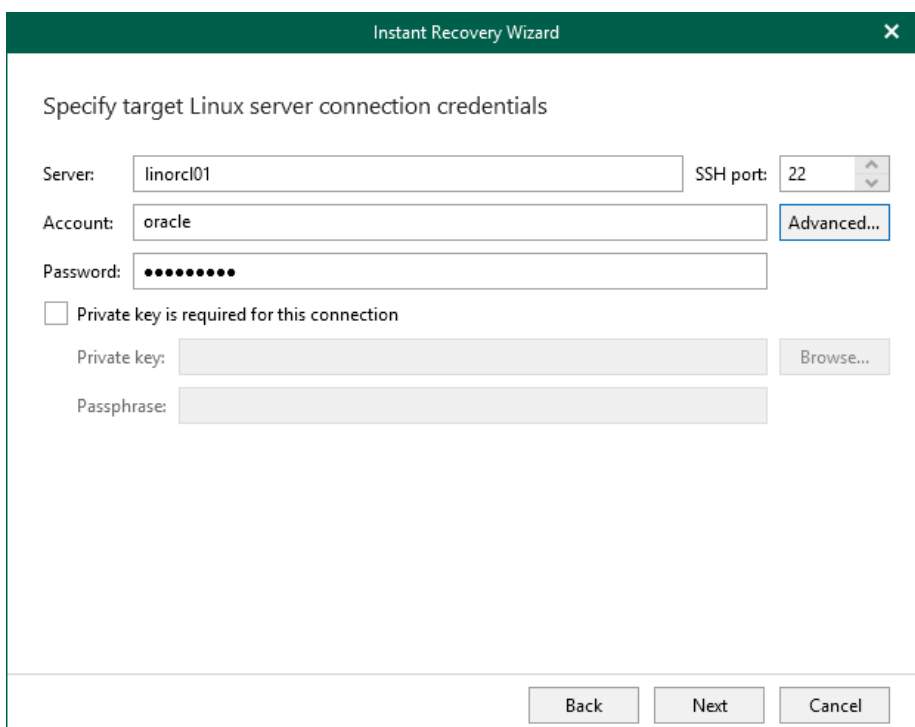 Instant Recovery Wizard
Specify target Linux server connection credentials
Server: linorcl01 SSH port: 22
Account: oracle Advanced...
Password: ●●●●●●●●●
Private key is required for this connection
Private key: Browse...
Passphrase:
Back Next Cancel